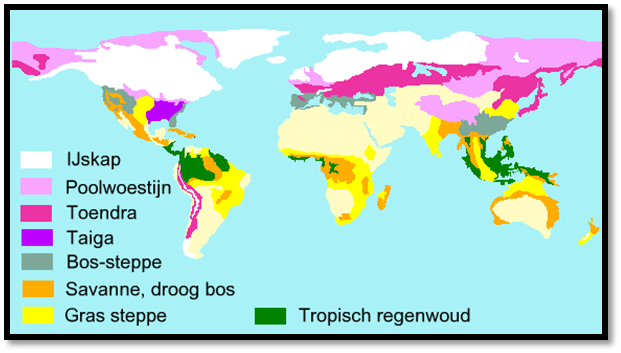 IJskap
Poolwoestijn
Toendra
Taiga
Bos-steppe
Savanne, droog bos
Gras steppe
Tropisch regenwoud